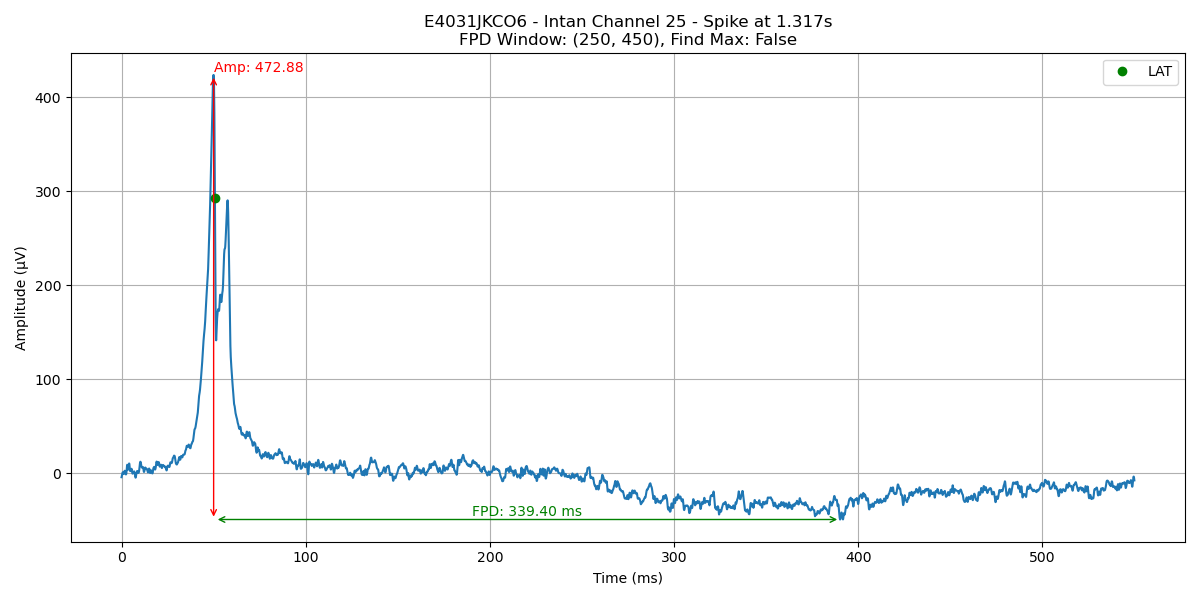 E4031JKCO6 - Intan Channel 25 - Spike at 1.317s
FPD Window: (250, 450), Find Max: False
Amp: 472.88
LAT
400
300
200
100
0
Amplitude (µV)
FPD: 339.40 ms
0 100 200 300 400 500
Time (ms)